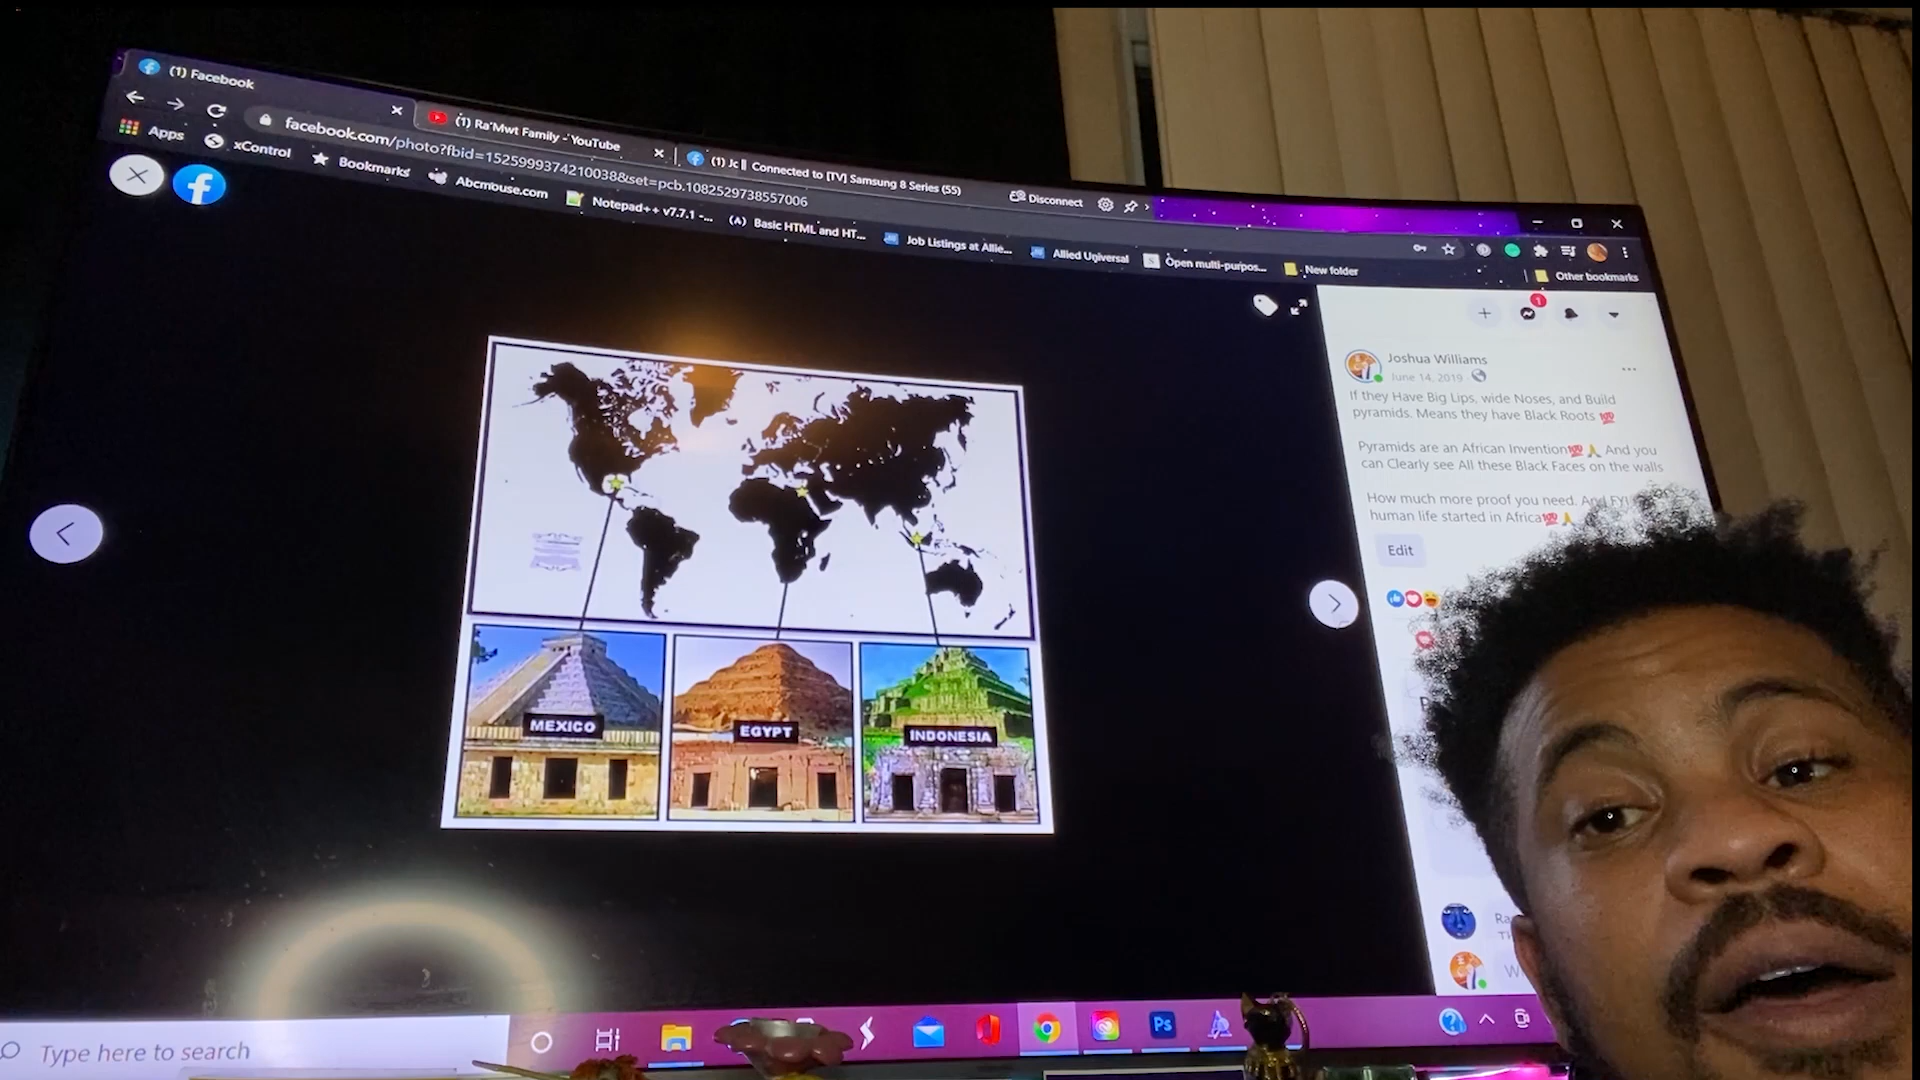 (1) Facebook
(1) Ra'Mwt Family - YouTube
(1) Jc ||
Connected to [TV] Samsung 8 Series (55)
Disconnect
facebook.com/photo?fbid=1525999374210038&set=pcb.1082529738557006
Apps
xControl
Bookmarks
Abcmouse.com
Notepad++ v7.7.1 -...
Basic HTML and HT...
Job Listings at Allie...
Allied Universal
Open multi-purpos...
New folder
Other bookmarks
1
Joshua Williams
June 14, 2019
If they Have Big Lips, wide Noses, and Build
pyramids. Means they have Black Roots 💯
Pyramids are an African Invention💯🙏 And you
can Clearly see All these Black Faces on the walls
How much more proof you need. And FYI
human life started in Africa💯🙏
Edit
MEXICO
EGYPT
INDONESIA
Type here to search
Ps